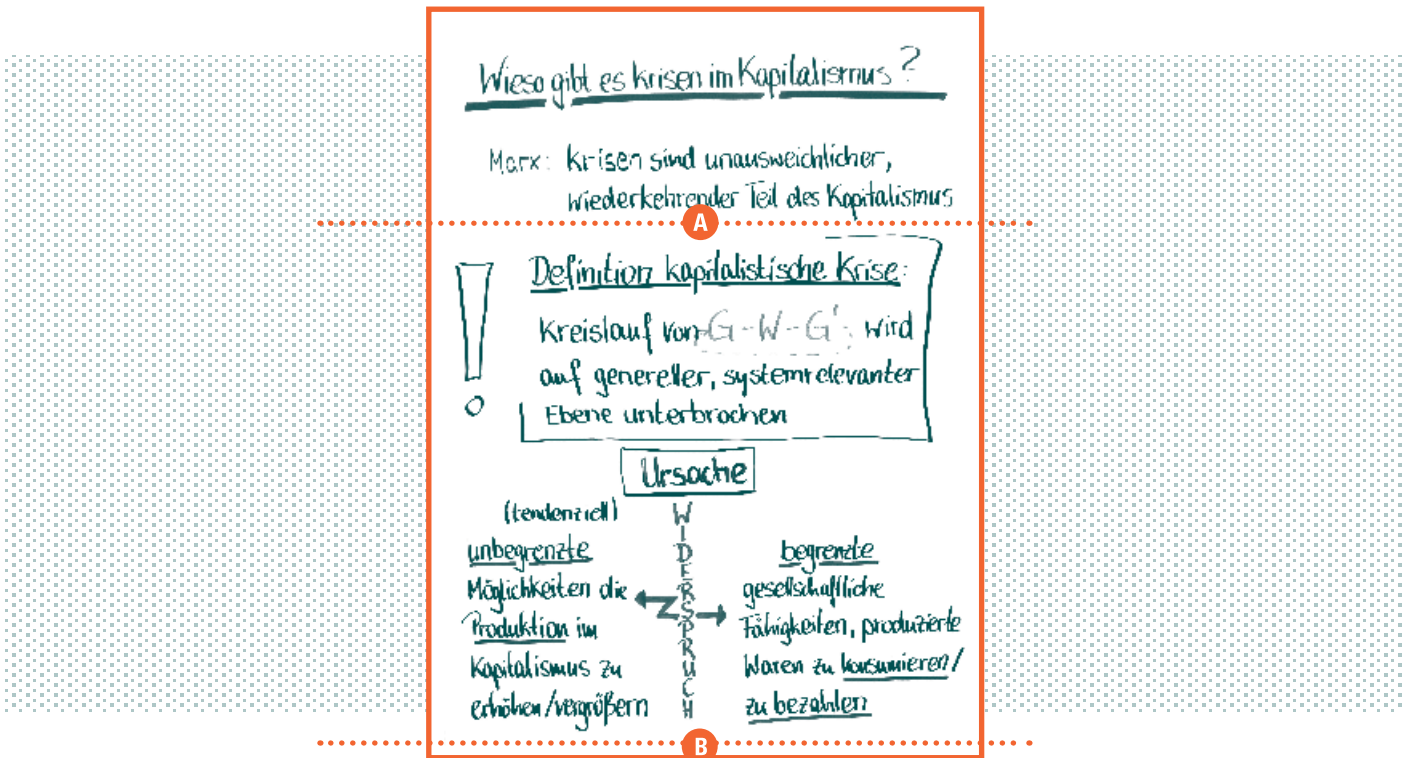 Wieso gibt es Krisen im Kapitalismus?
Marx: Krisen sind unausweichlicher,
wiederkehrender Teil des Kapitalismus
A
Definition kapitalistische Krise:
Kreislauf von G-W-G' wird
auf genereller, systemrelevanter
Ebene unterbrochen
Ursache
WIDERSPRUCH
(tendenziell)
unbegrenzte
Möglichkeiten die
Produktion im
Kapitalismus zu
erhöhen/vergrößern
begrenzte
gesellschaftliche
Fähigkeiten, produzierte
Waren zu konsumieren/
zu bezahlen
B